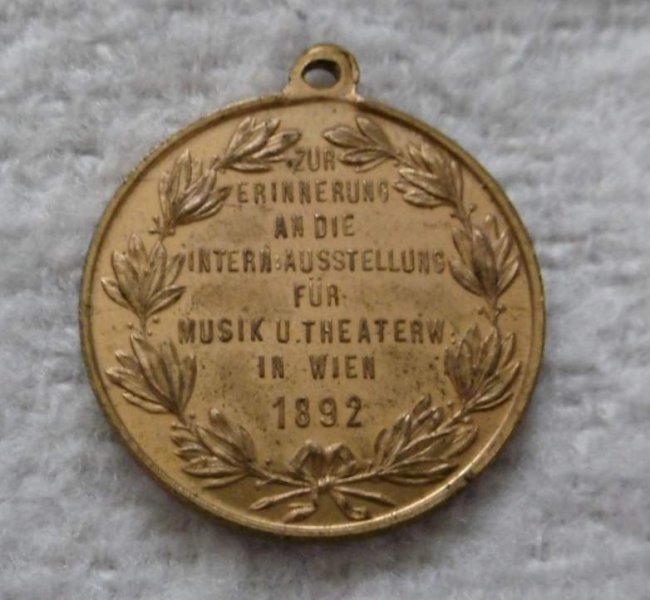 ZUR
ERINNERUNG
AN DIE
INTERN: AUSSTELLUNG
FÜR
MUSIK U. THEATERW.
IN WIEN
1892